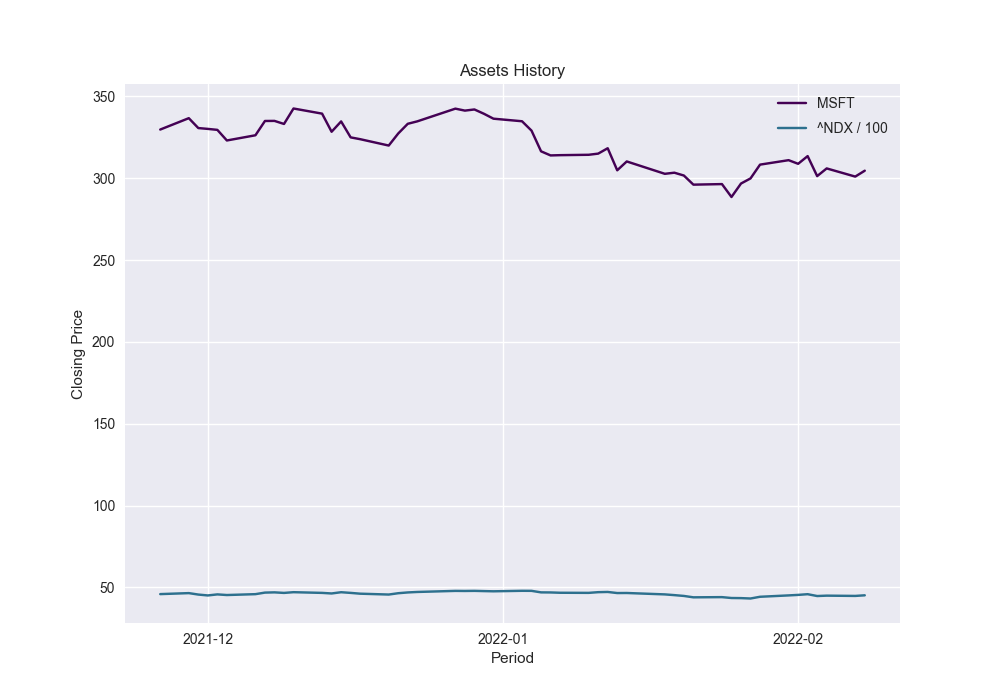 Assets History
350
300
250
200
150
100
50
Closing Price
MSFT
^NDX / 100
2021-12
2022-01
2022-02
Period